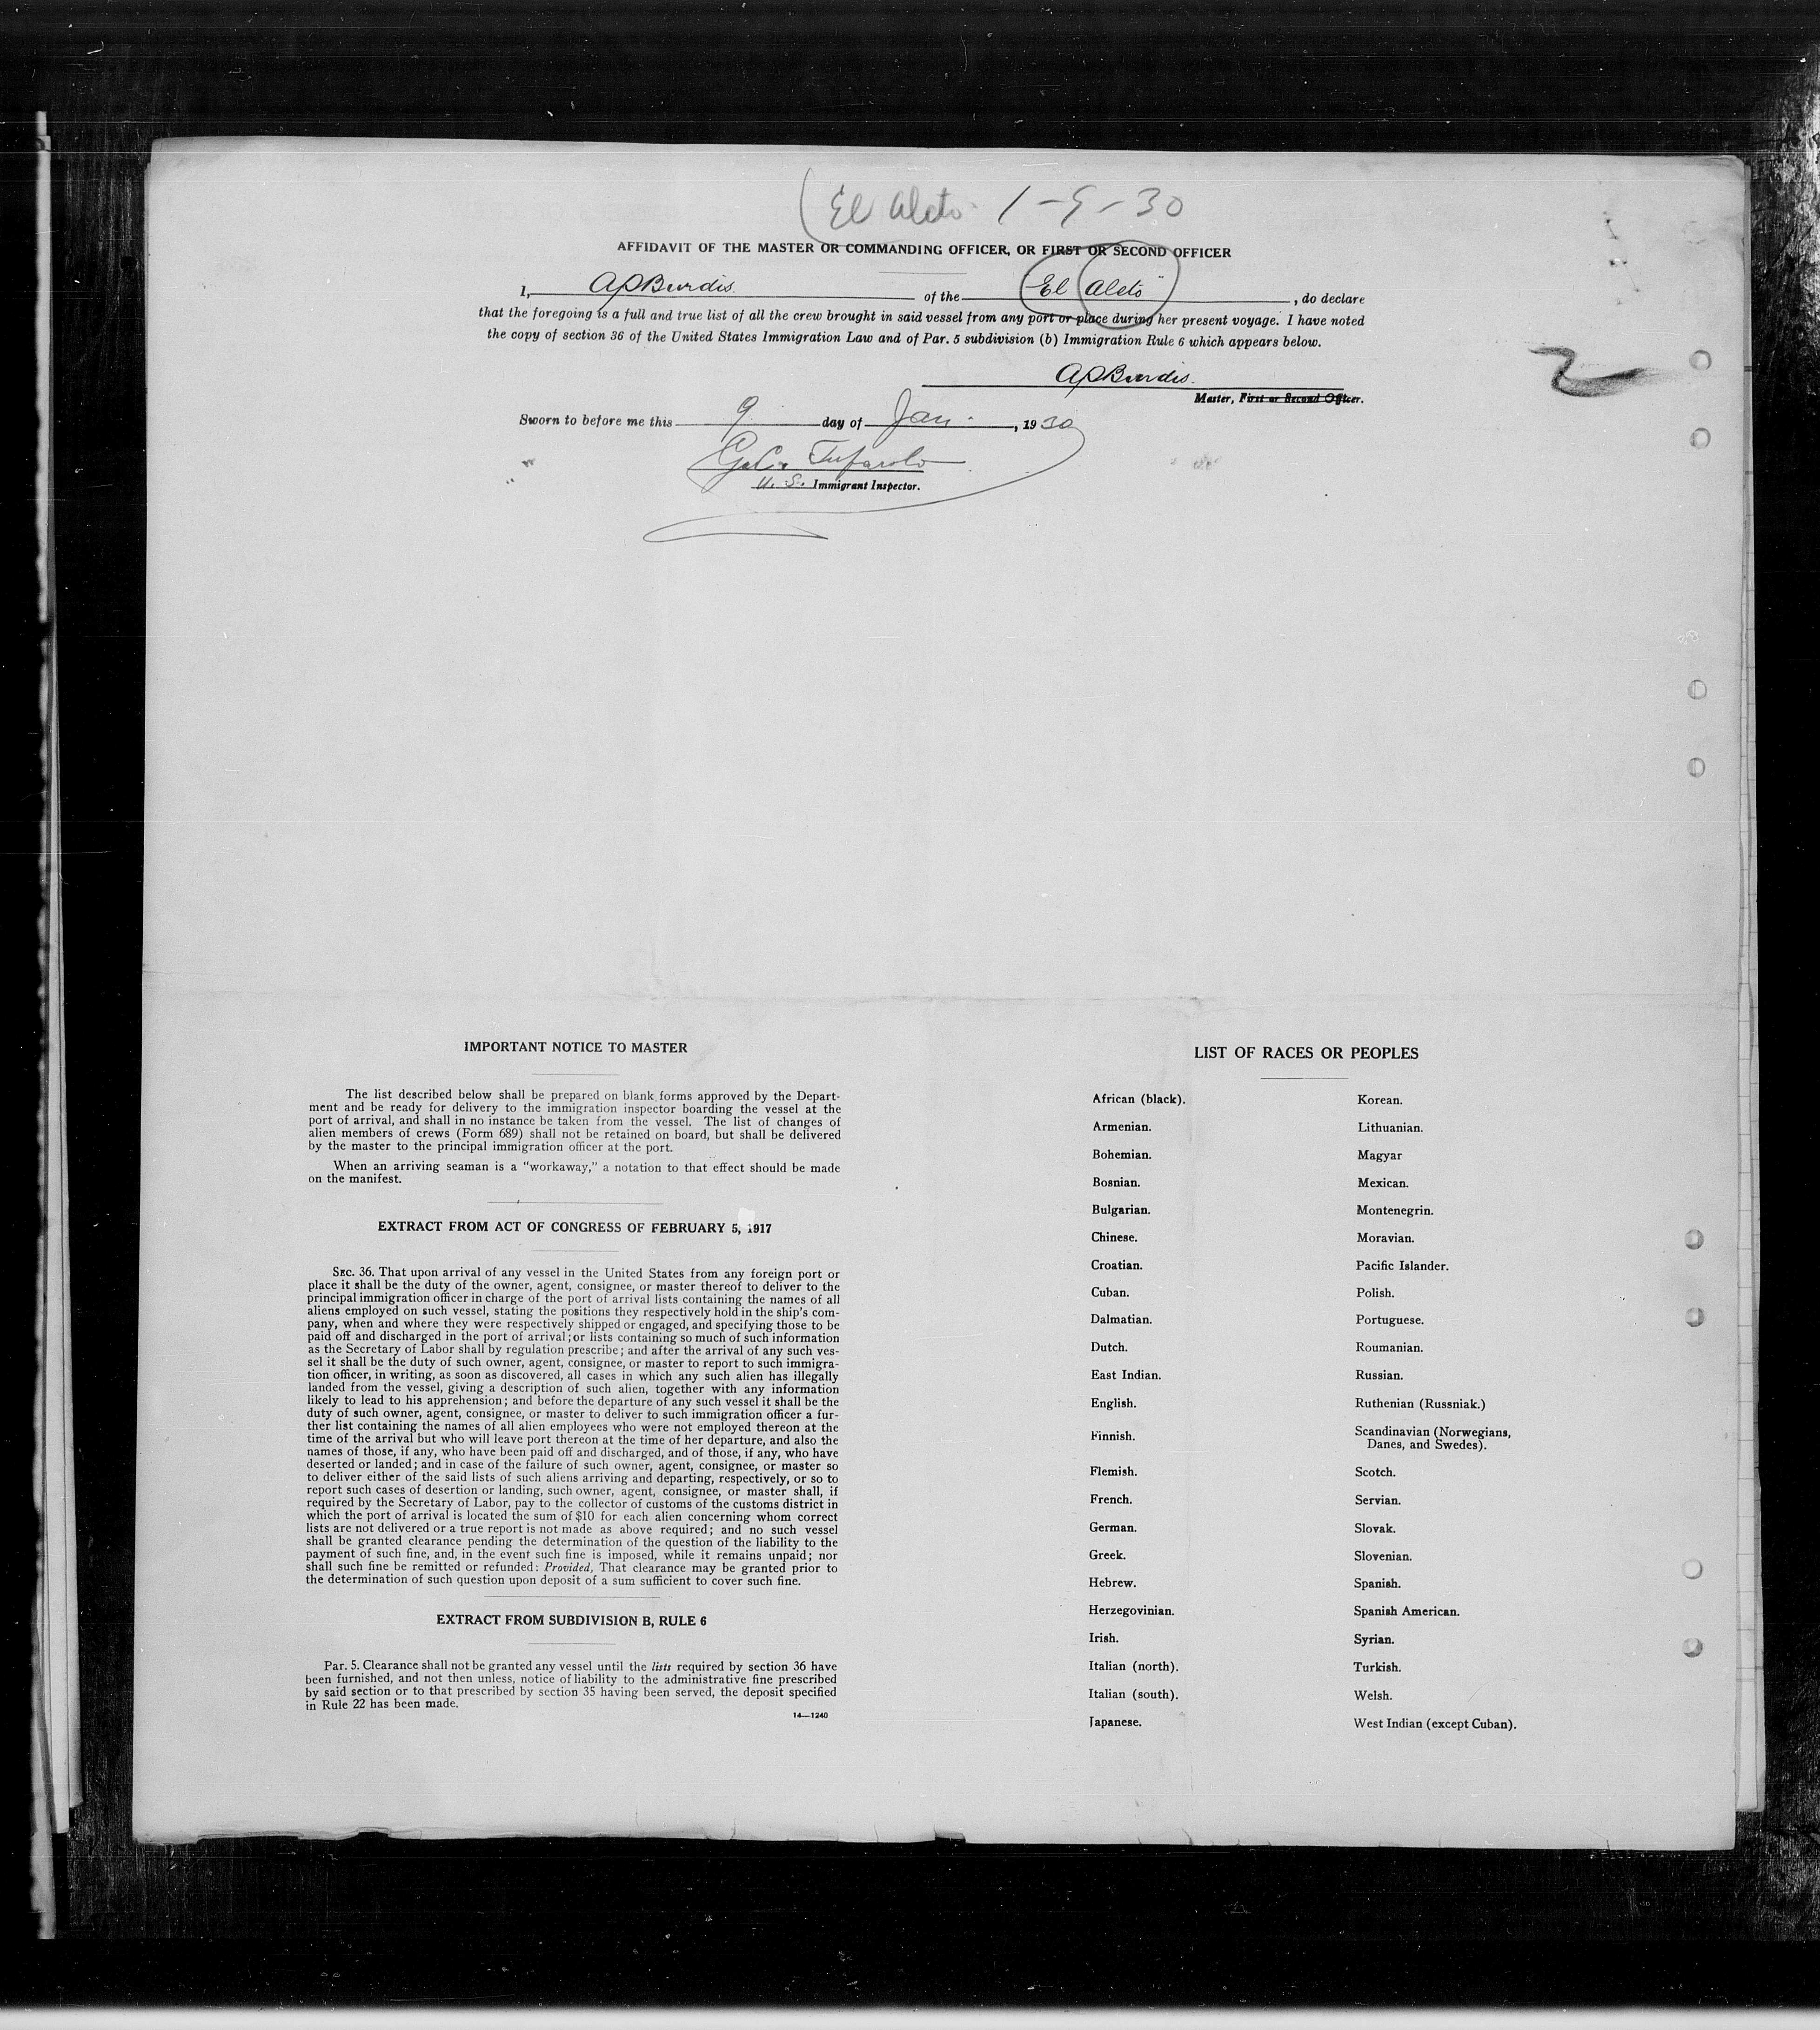 El Aleto 1-9-30
AFFIDAVIT OF THE MASTER OR COMMANDING OFFICER, OR FIRST OR SECOND OFFICER
I, APBurdis of the "El Aleto" , do declare
that the foregoing is a full and true list of all the crew brought in said vessel from any port or place during her present voyage. I have noted
the copy of section 36 of the United States Immigration Law and of Par. 5 subdivision (b) Immigration Rule 6 which appears below.
APBurdis.
Master, First or Second Officer.
2
Sworn to before me this 9 day of Jan. , 1930
Tufarolo
U. S. Immigrant Inspector.
IMPORTANT NOTICE TO MASTER
The list described below shall be prepared on blank forms approved by the Depart-
ment and be ready for delivery to the immigration inspector boarding the vessel at the
port of arrival, and shall in no instance be taken from the vessel. The list of changes of
alien members of crews (Form 689) shall not be retained on board, but shall be delivered
by the master to the principal immigration officer at the port.
When an arriving seaman is a "workaway," a notation to that effect should be made
on the manifest.
EXTRACT FROM ACT OF CONGRESS OF FEBRUARY 5, 1917
SEC. 36. That upon arrival of any vessel in the United States from any foreign port or
place it shall be the duty of the owner, agent, consignee, or master thereof to deliver to the
principal immigration officer in charge of the port of arrival lists containing the names of all
aliens employed on such vessel, stating the positions they respectively hold in the ship's com-
pany, when and where they were respectively shipped or engaged, and specifying those to be
paid off and discharged in the port of arrival; or lists containing so much of such information
as the Secretary of Labor shall by regulation prescribe; and after the arrival of any such ves-
sel it shall be the duty of such owner, agent, consignee, or master to report to such immigra-
tion officer, in writing, as soon as discovered, all cases in which any such alien has illegally
landed from the vessel, giving a description of such alien, together with any information
likely to lead to his apprehension; and before the departure of any such vessel it shall be the
duty of such owner, agent, consignee, or master to deliver to such immigration officer a fur-
ther list containing the names of all alien employees who were not employed thereon at the
time of the arrival but who will leave port thereon at the time of her departure, and also the
names of those, if any, who have been paid off and discharged, and of those, if any, who have
deserted or landed; and in case of the failure of such owner, agent, consignee, or master so
to deliver either of the said lists of such aliens arriving and departing, respectively, or so to
report such cases of desertion or landing, such owner, agent, consignee, or master shall, if
required by the Secretary of Labor, pay to the collector of customs of the customs district in
which the port of arrival is located the sum of $10 for each alien concerning whom correct
lists are not delivered or a true report is not made as above required; and no such vessel
shall be granted clearance pending the determination of the question of the liability to the
payment of such fine, and, in the event such fine is imposed, while it remains unpaid; nor
shall such fine be remitted or refunded: Provided, That clearance may be granted prior to
the determination of such question upon deposit of a sum sufficient to cover such fine.
EXTRACT FROM SUBDIVISION B, RULE 6
Par. 5. Clearance shall not be granted any vessel until the lists required by section 36 have
been furnished, and not then unless, notice of liability to the administrative fine prescribed
by said section or to that prescribed by section 35 having been served, the deposit specified
in Rule 22 has been made.
14—1240
LIST OF RACES OR PEOPLES
African (black).
Armenian.
Bohemian.
Bosnian.
Bulgarian.
Chinese.
Croatian.
Cuban.
Dalmatian.
Dutch.
East Indian.
English.
Finnish.
Flemish.
French.
German.
Greek.
Hebrew.
Herzegovinian.
Irish.
Italian (north).
Italian (south).
Japanese.
Korean.
Lithuanian.
Magyar
Mexican.
Montenegrin.
Moravian.
Pacific Islander.
Polish.
Portuguese.
Roumanian.
Russian.
Ruthenian (Russniak.)
Scandinavian (Norwegians,
Danes, and Swedes).
Scotch.
Servian.
Slovak.
Slovenian.
Spanish.
Spanish American.
Syrian.
Turkish.
Welsh.
West Indian (except Cuban).